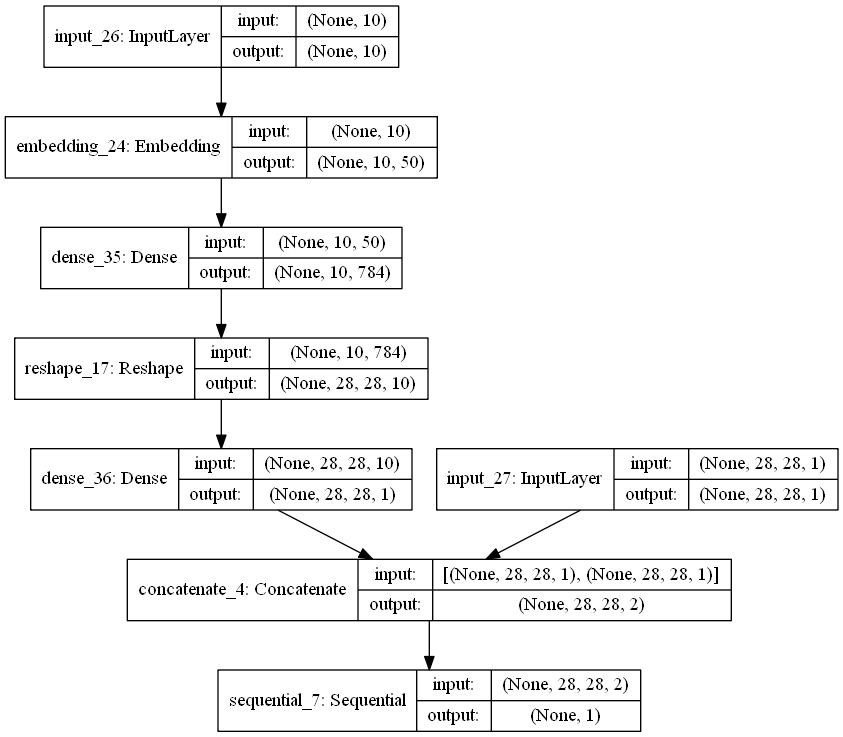 input_26: InputLayer
input: (None, 10)
output: (None, 10)
embedding_24: Embedding
input: (None, 10)
output: (None, 10, 50)
dense_35: Dense
input: (None, 10, 50)
output: (None, 10, 784)
reshape_17: Reshape
input: (None, 10, 784)
output: (None, 28, 28, 10)
dense_36: Dense
input: (None, 28, 28, 10)
output: (None, 28, 28, 1)
input_27: InputLayer
input: (None, 28, 28, 1)
output: (None, 28, 28, 1)
concatenate_4: Concatenate
input: [(None, 28, 28, 1), (None, 28, 28, 1)]
output: (None, 28, 28, 2)
sequential_7: Sequential
input: (None, 28, 28, 2)
output: (None, 1)